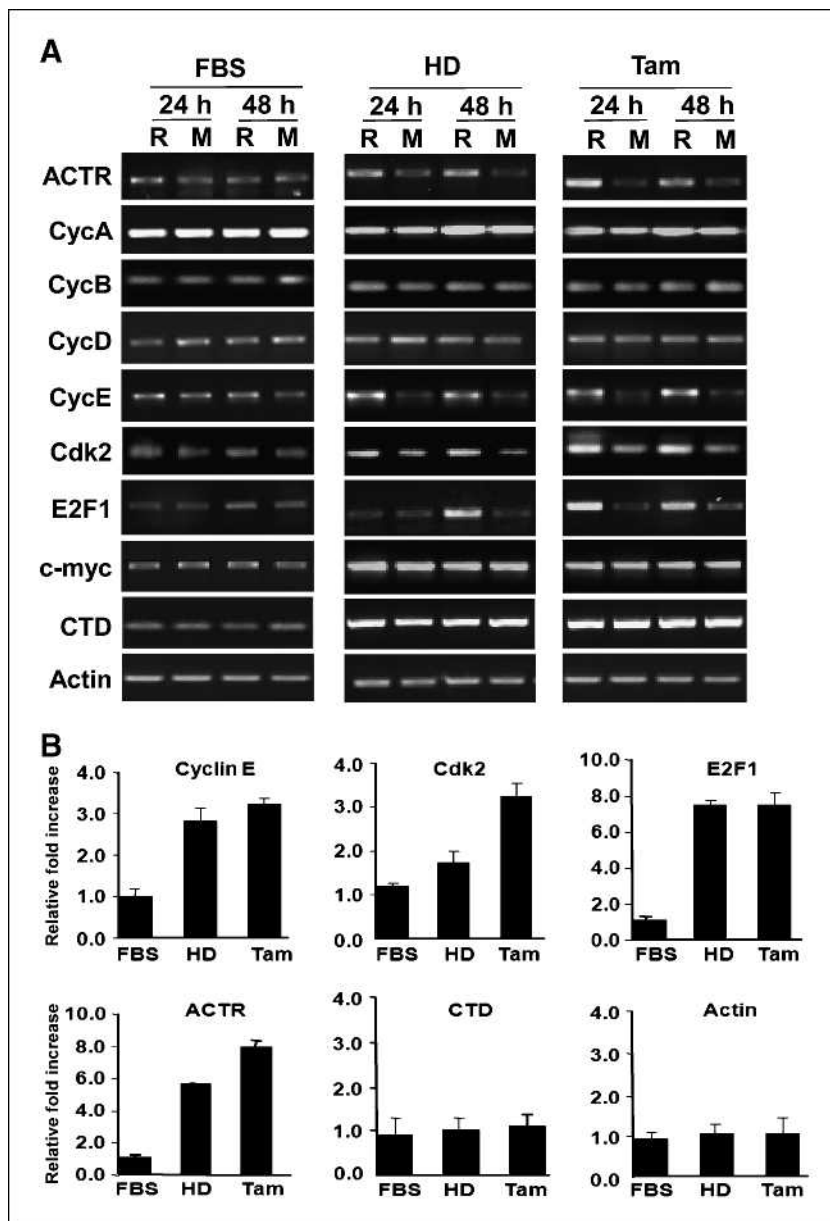 A
FBS
HD
Tam
24 h 48 h
24 h 48 h
24 h 48 h
R M R M
R M R M
R M R M
ACTR
CycA
CycB
CycD
CycE
Cdk2
E2F1
c-myc
CTD
Actin
B
Relative fold increase
Cyclin E
4.0
3.0
2.0
1.0
0.0
FBS HD Tam
Cdk2
4.0
3.0
2.0
1.0
0.0
FBS HD Tam
E2F1
10.0
8.0
6.0
4.0
2.0
0.0
FBS HD Tam
Relative fold increase
ACTR
10.0
8.0
6.0
4.0
2.0
0.0
FBS HD Tam
CTD
4.0
3.0
2.0
1.0
0.0
FBS HD Tam
Actin
4.0
3.0
2.0
1.0
0.0
FBS HD Tam